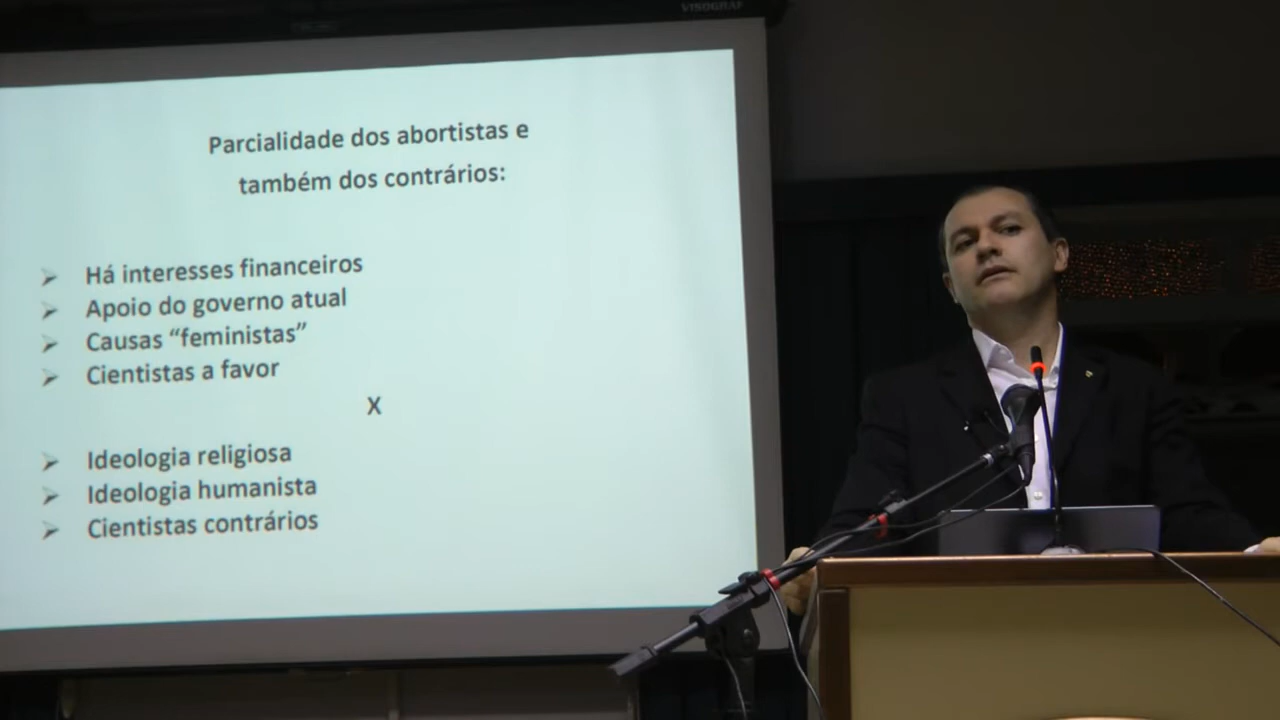 VISOGRAF
Parcialidade dos abortistas e
também dos contrários:
Há interesses financeiros
Apoio do governo atual
Causas “feministas”
Cientistas a favor
X
Ideologia religiosa
Ideologia humanista
Cientistas contrários